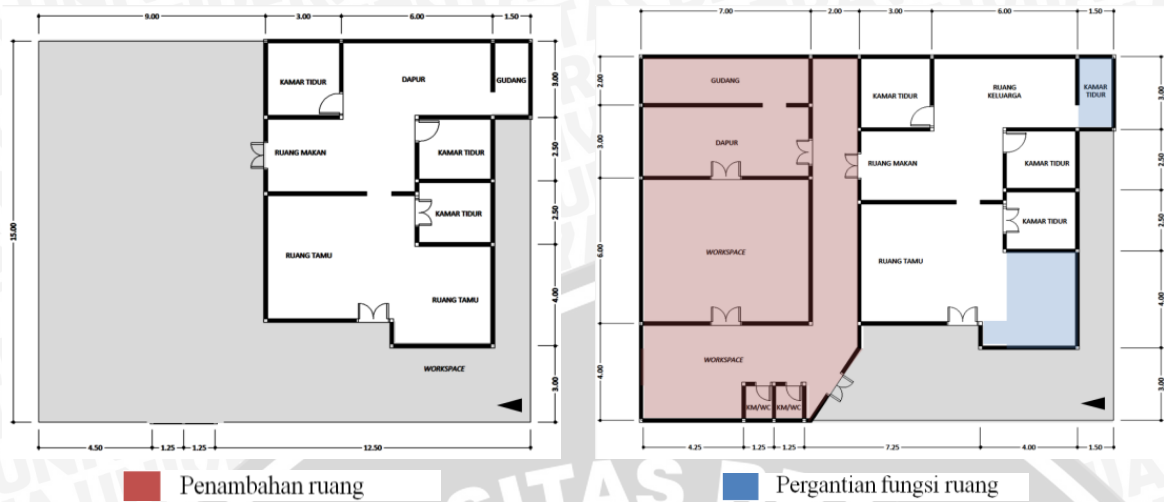 9.00
3.00
6.00
1.50
15.00
KAMAR TIDUR
DAPUR
GUDANG
3.00
RUANG MAKAN
KAMAR TIDUR
2.50
KAMAR TIDUR
2.50
RUANG TAMU
RUANG TAMU
4.00
WORKSPACE
3.00
4.50
1.25
1.25
12.50
7.00
2.00
3.00
6.00
1.50
2.00
GUDANG
KAMAR TIDUR
RUANG
KELUARGA
KAMAR
TIDUR
3.00
3.00
DAPUR
RUANG MAKAN
KAMAR TIDUR
2.50
KAMAR TIDUR
2.50
6.00
WORKSPACE
RUANG TAMU
4.00
4.00
WORKSPACE
KM/WC
KM/WC
3.00
4.25
1.25
1.25
7.25
4.00
1.50
Penambahan ruang
Pergantian fungsi ruang